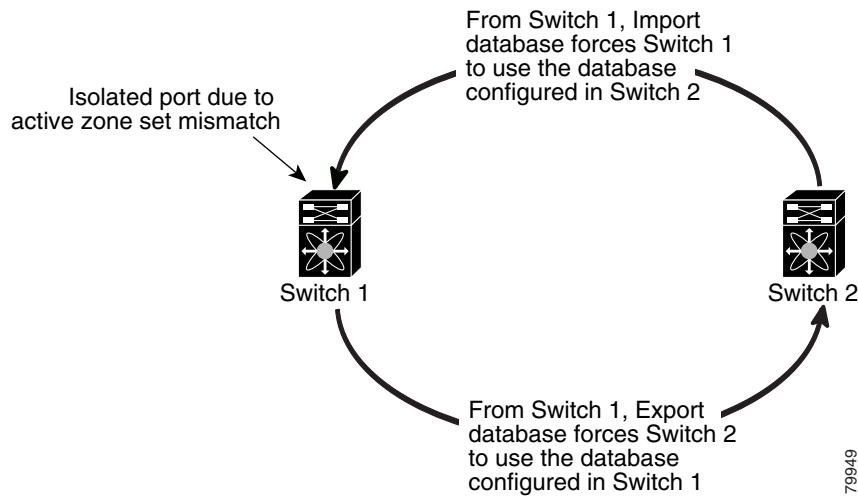 From Switch 1, Import
database forces Switch 1
to use the database
configured in Switch 2
Isolated port due to
active zone set mismatch
Switch 1
Switch 2
From Switch 1, Export
database forces Switch 2
to use the database
configured in Switch 1
79949